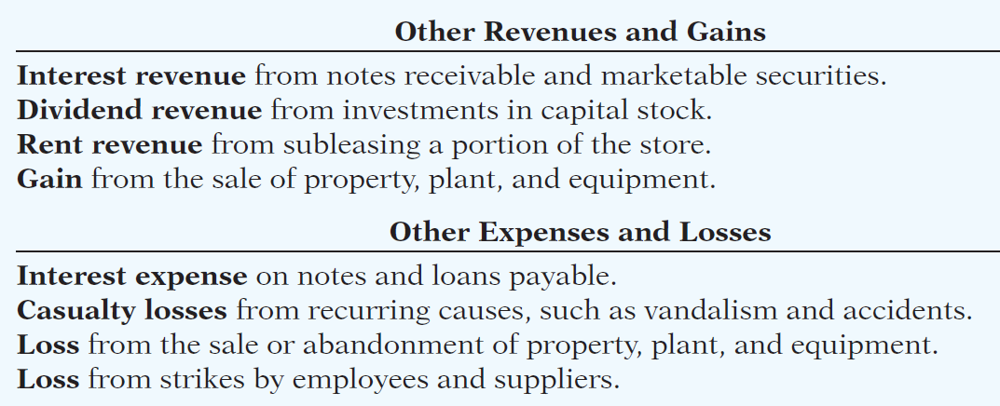 Other Revenues and Gains
Interest revenue from notes receivable and marketable securities.
Dividend revenue from investments in capital stock.
Rent revenue from subleasing a portion of the store.
Gain from the sale of property, plant, and equipment.
Other Expenses and Losses
Interest expense on notes and loans payable.
Casualty losses from recurring causes, such as vandalism and accidents.
Loss from the sale or abandonment of property, plant, and equipment.
Loss from strikes by employees and suppliers.